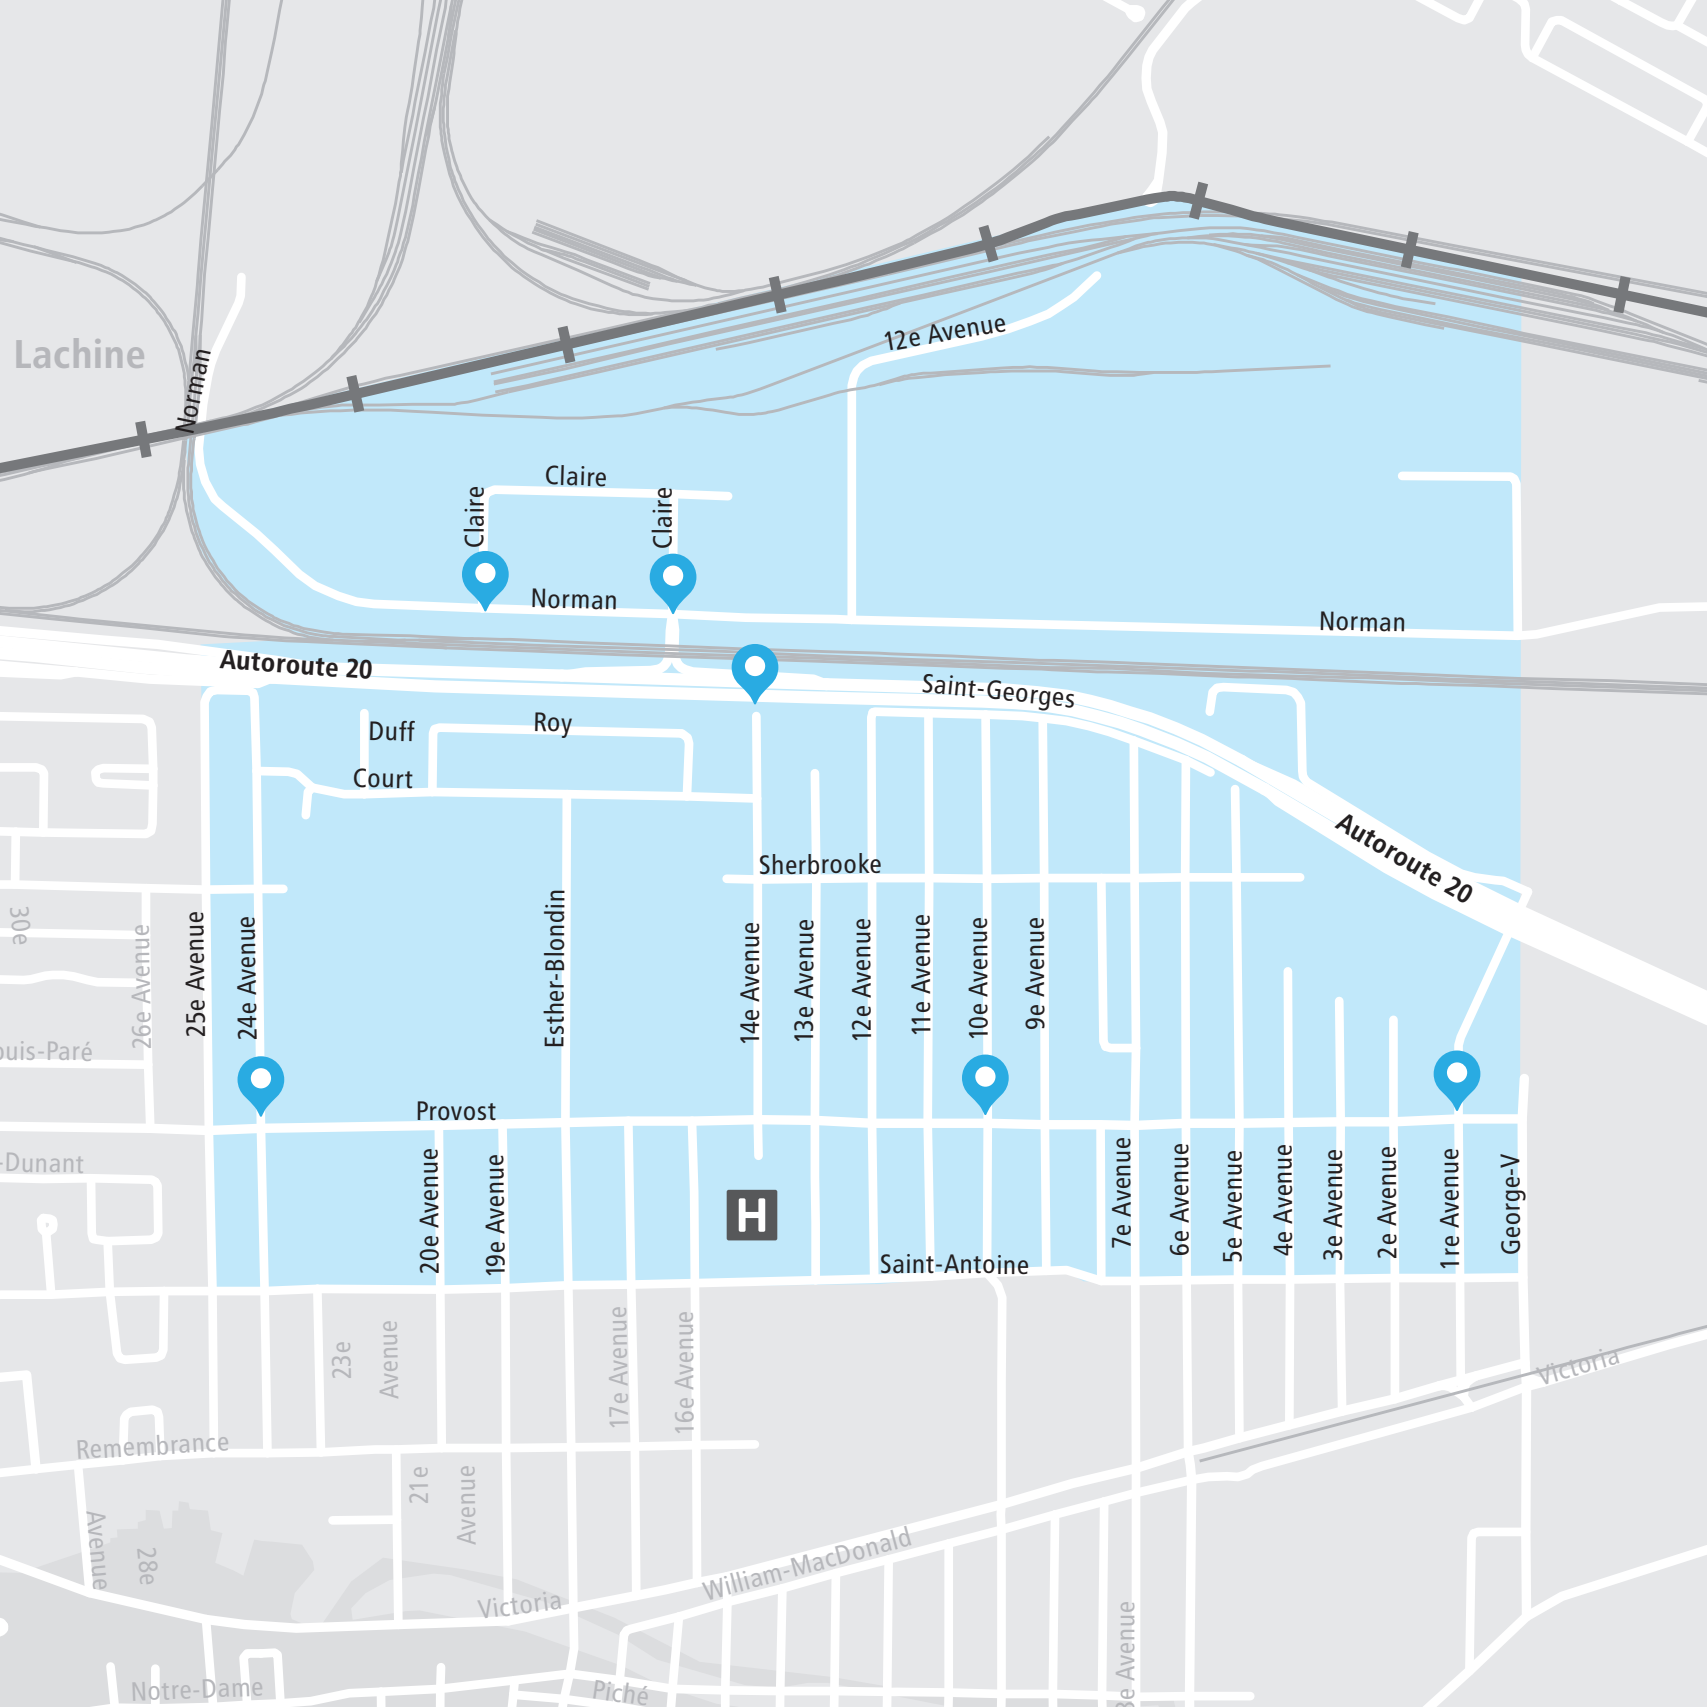 Lachine
Norman
12e Avenue
Claire
Claire
Claire
Norman
Norman
Autoroute 20
Saint-Georges
Duff
Roy
Court
Autoroute 20
Sherbrooke
30e
26e Avenue
25e Avenue
24e Avenue
Esther-Blondin
14e Avenue
13e Avenue
12e Avenue
11e Avenue
10e Avenue
9e Avenue
ouis-Paré
Provost
-Dunant
20e Avenue
19e Avenue
H
Saint-Antoine
7e Avenue
6e Avenue
5e Avenue
4e Avenue
3e Avenue
2e Avenue
1re Avenue
George-V
23e
Avenue
17e Avenue
16e Avenue
Victoria
Remembrance
21e
Avenue
Avenue
28e
William-MacDonald
Victoria
8e Avenue
Notre-Dame
Piché